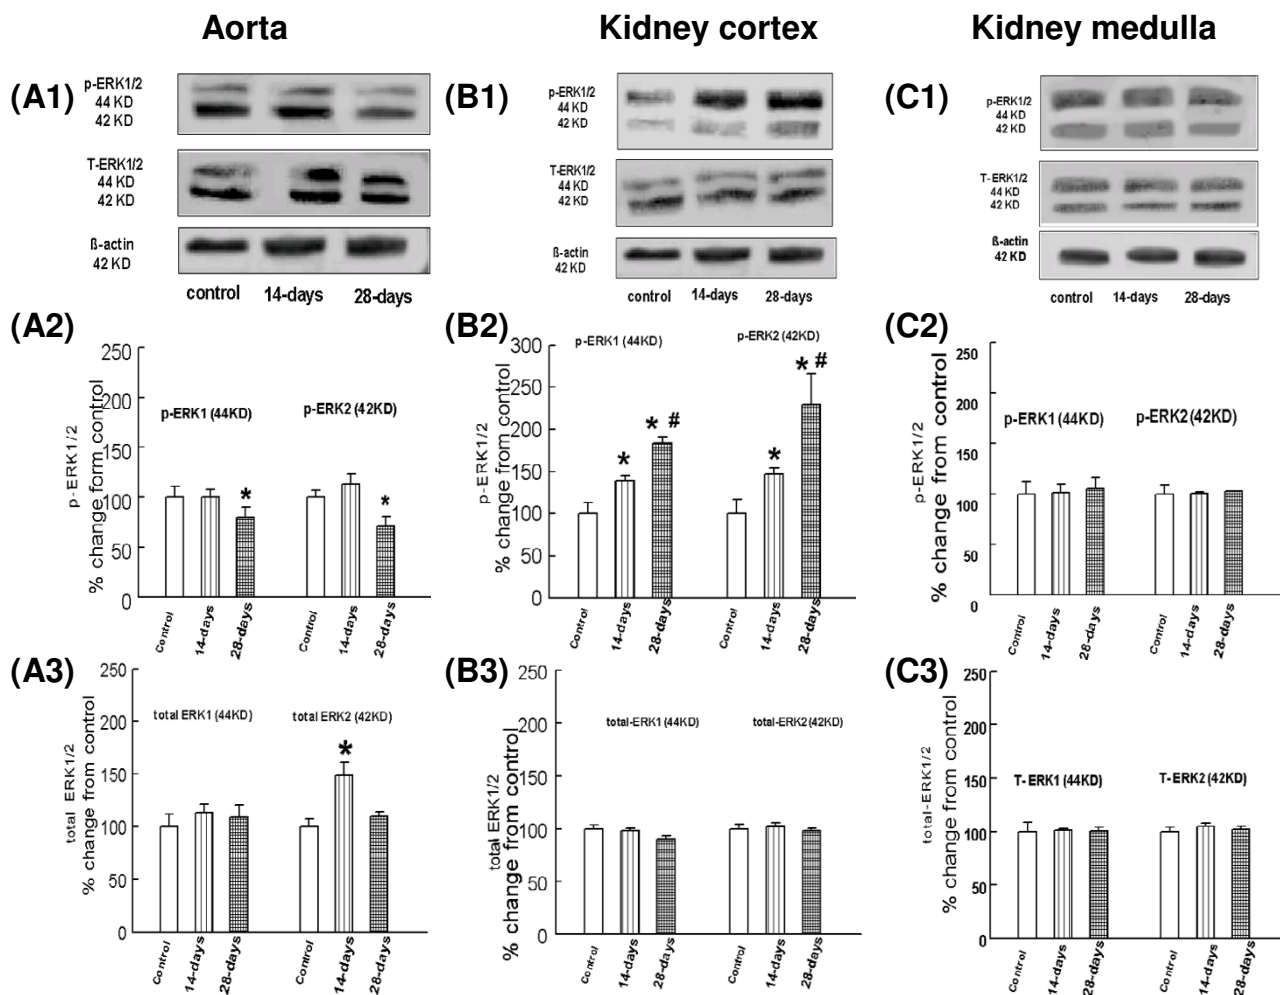 Aorta
Kidney cortex
Kidney medulla
(A1)
p-ERK1/2
44 KD
42 KD
T-ERK1/2
44 KD
42 KD
ß-actin
42 KD
control 14-days 28-days
(B1)
p-ERK1/2
44 KD
42 KD
T-ERK1/2
44 KD
42 KD
ß-actin
42 KD
control 14-days 28-days
(C1)
p-ERK1/2
44 KD
42 KD
T-ERK1/2
44 KD
42 KD
ß-actin
42 KD
control 14-days 28-days
(A2)
p-ERK1/2
% change form control
250
200
150
100
50
0
p-ERK1 (44KD)
p-ERK2 (42KD)
*
*
Control 14-days 28-days Control 14-days 28-days
(B2)
p-ERK1/2
% change from control
300
250
200
150
100
50
0
p-ERK1 (44KD)
p-ERK2 (42KD)
*
* #
*
* #
Control 14-days 28-days Control 14-days 28-days
(C2)
p-ERK1/2
% change from control
250
200
150
100
50
0
p-ERK1 (44KD)
p-ERK2 (42KD)
Control 14-days 28-days Control 14-days 28-days
(A3)
total ERK1/2
% change from control
250
200
150
100
50
0
total ERK1 (44KD)
total ERK2 (42KD)
*
Control 14-days 28-days Control 14-days 28-days
(B3)
total ERK1/2
% change from control
250
200
150
100
50
0
total-ERK1 (44KD)
total-ERK2 (42KD)
Control 14-days 28-days Control 14-days 28-days
(C3)
total-ERK1/2
% change from control
250
200
150
100
50
0
T-ERK1 (44KD)
T-ERK2 (42KD)
Control 14-days 28-days Control 14-days 28-days